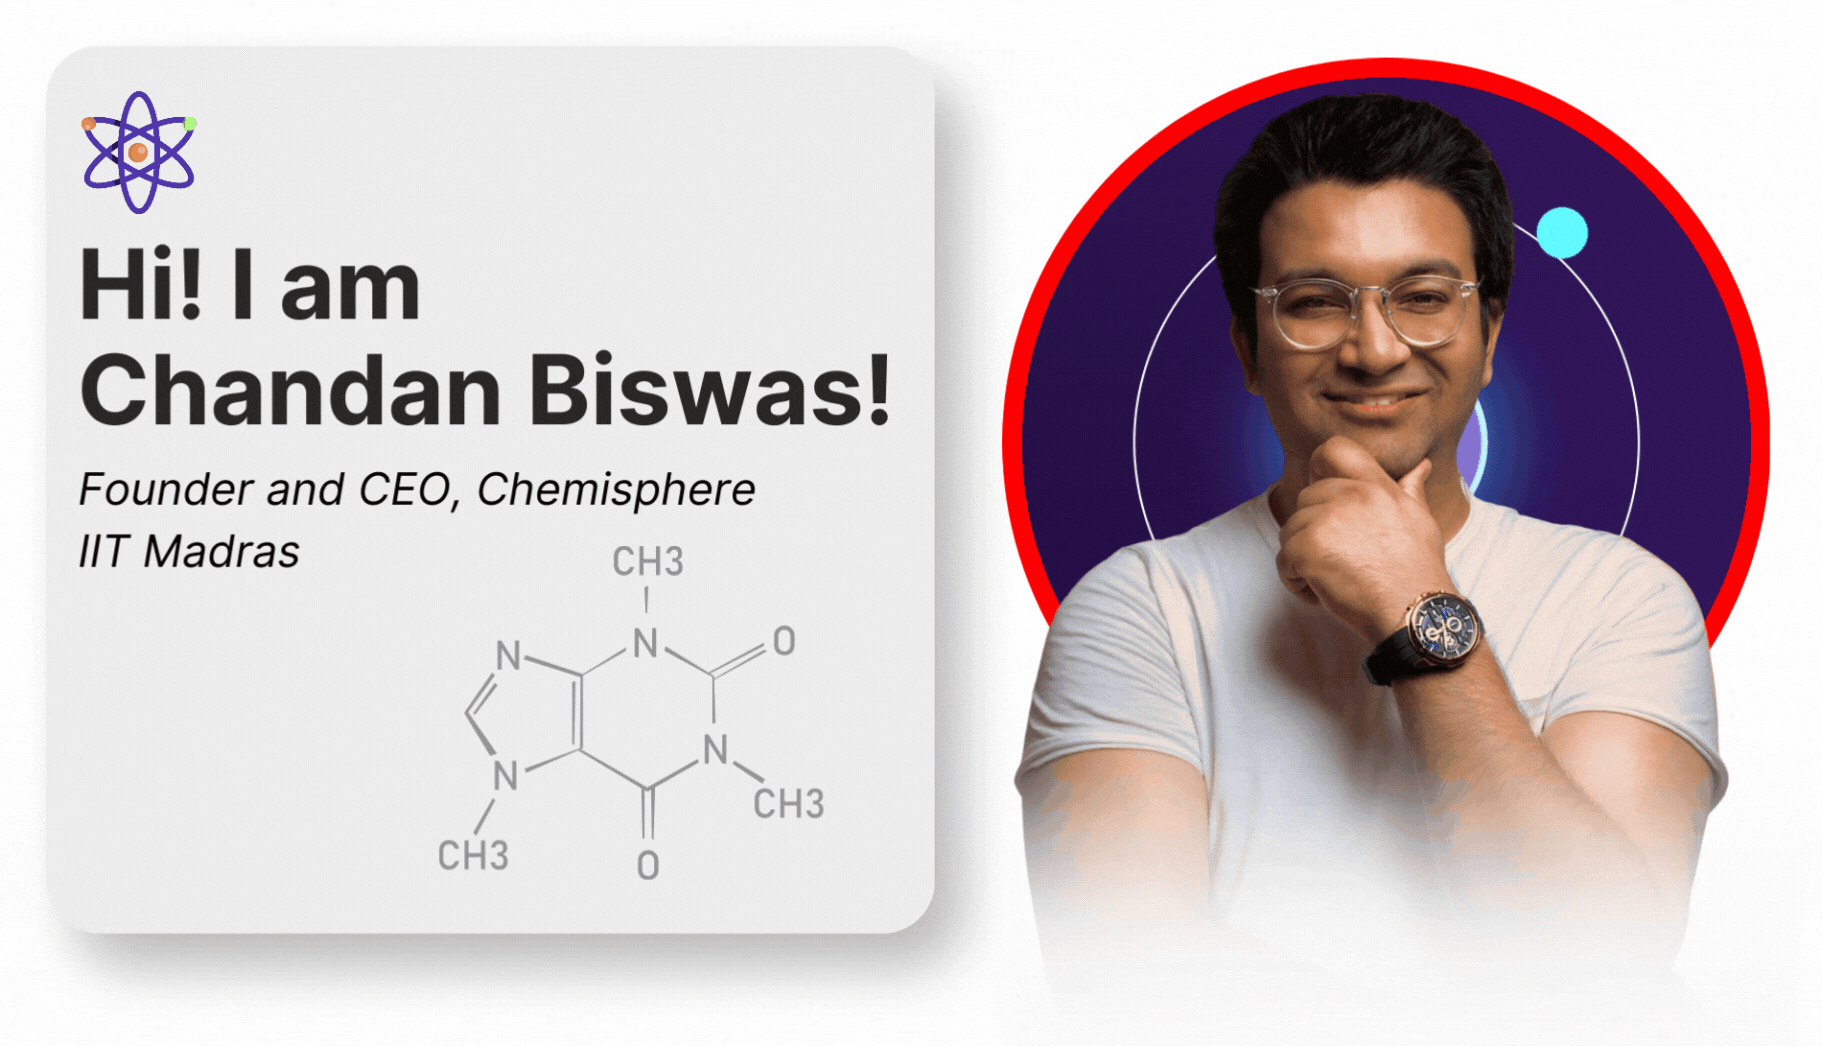 Hi! I am
Chandan Biswas!
Founder and CEO, Chemisphere
IIT Madras
CH3
N
O
N
N
CH3
N
CH3
O